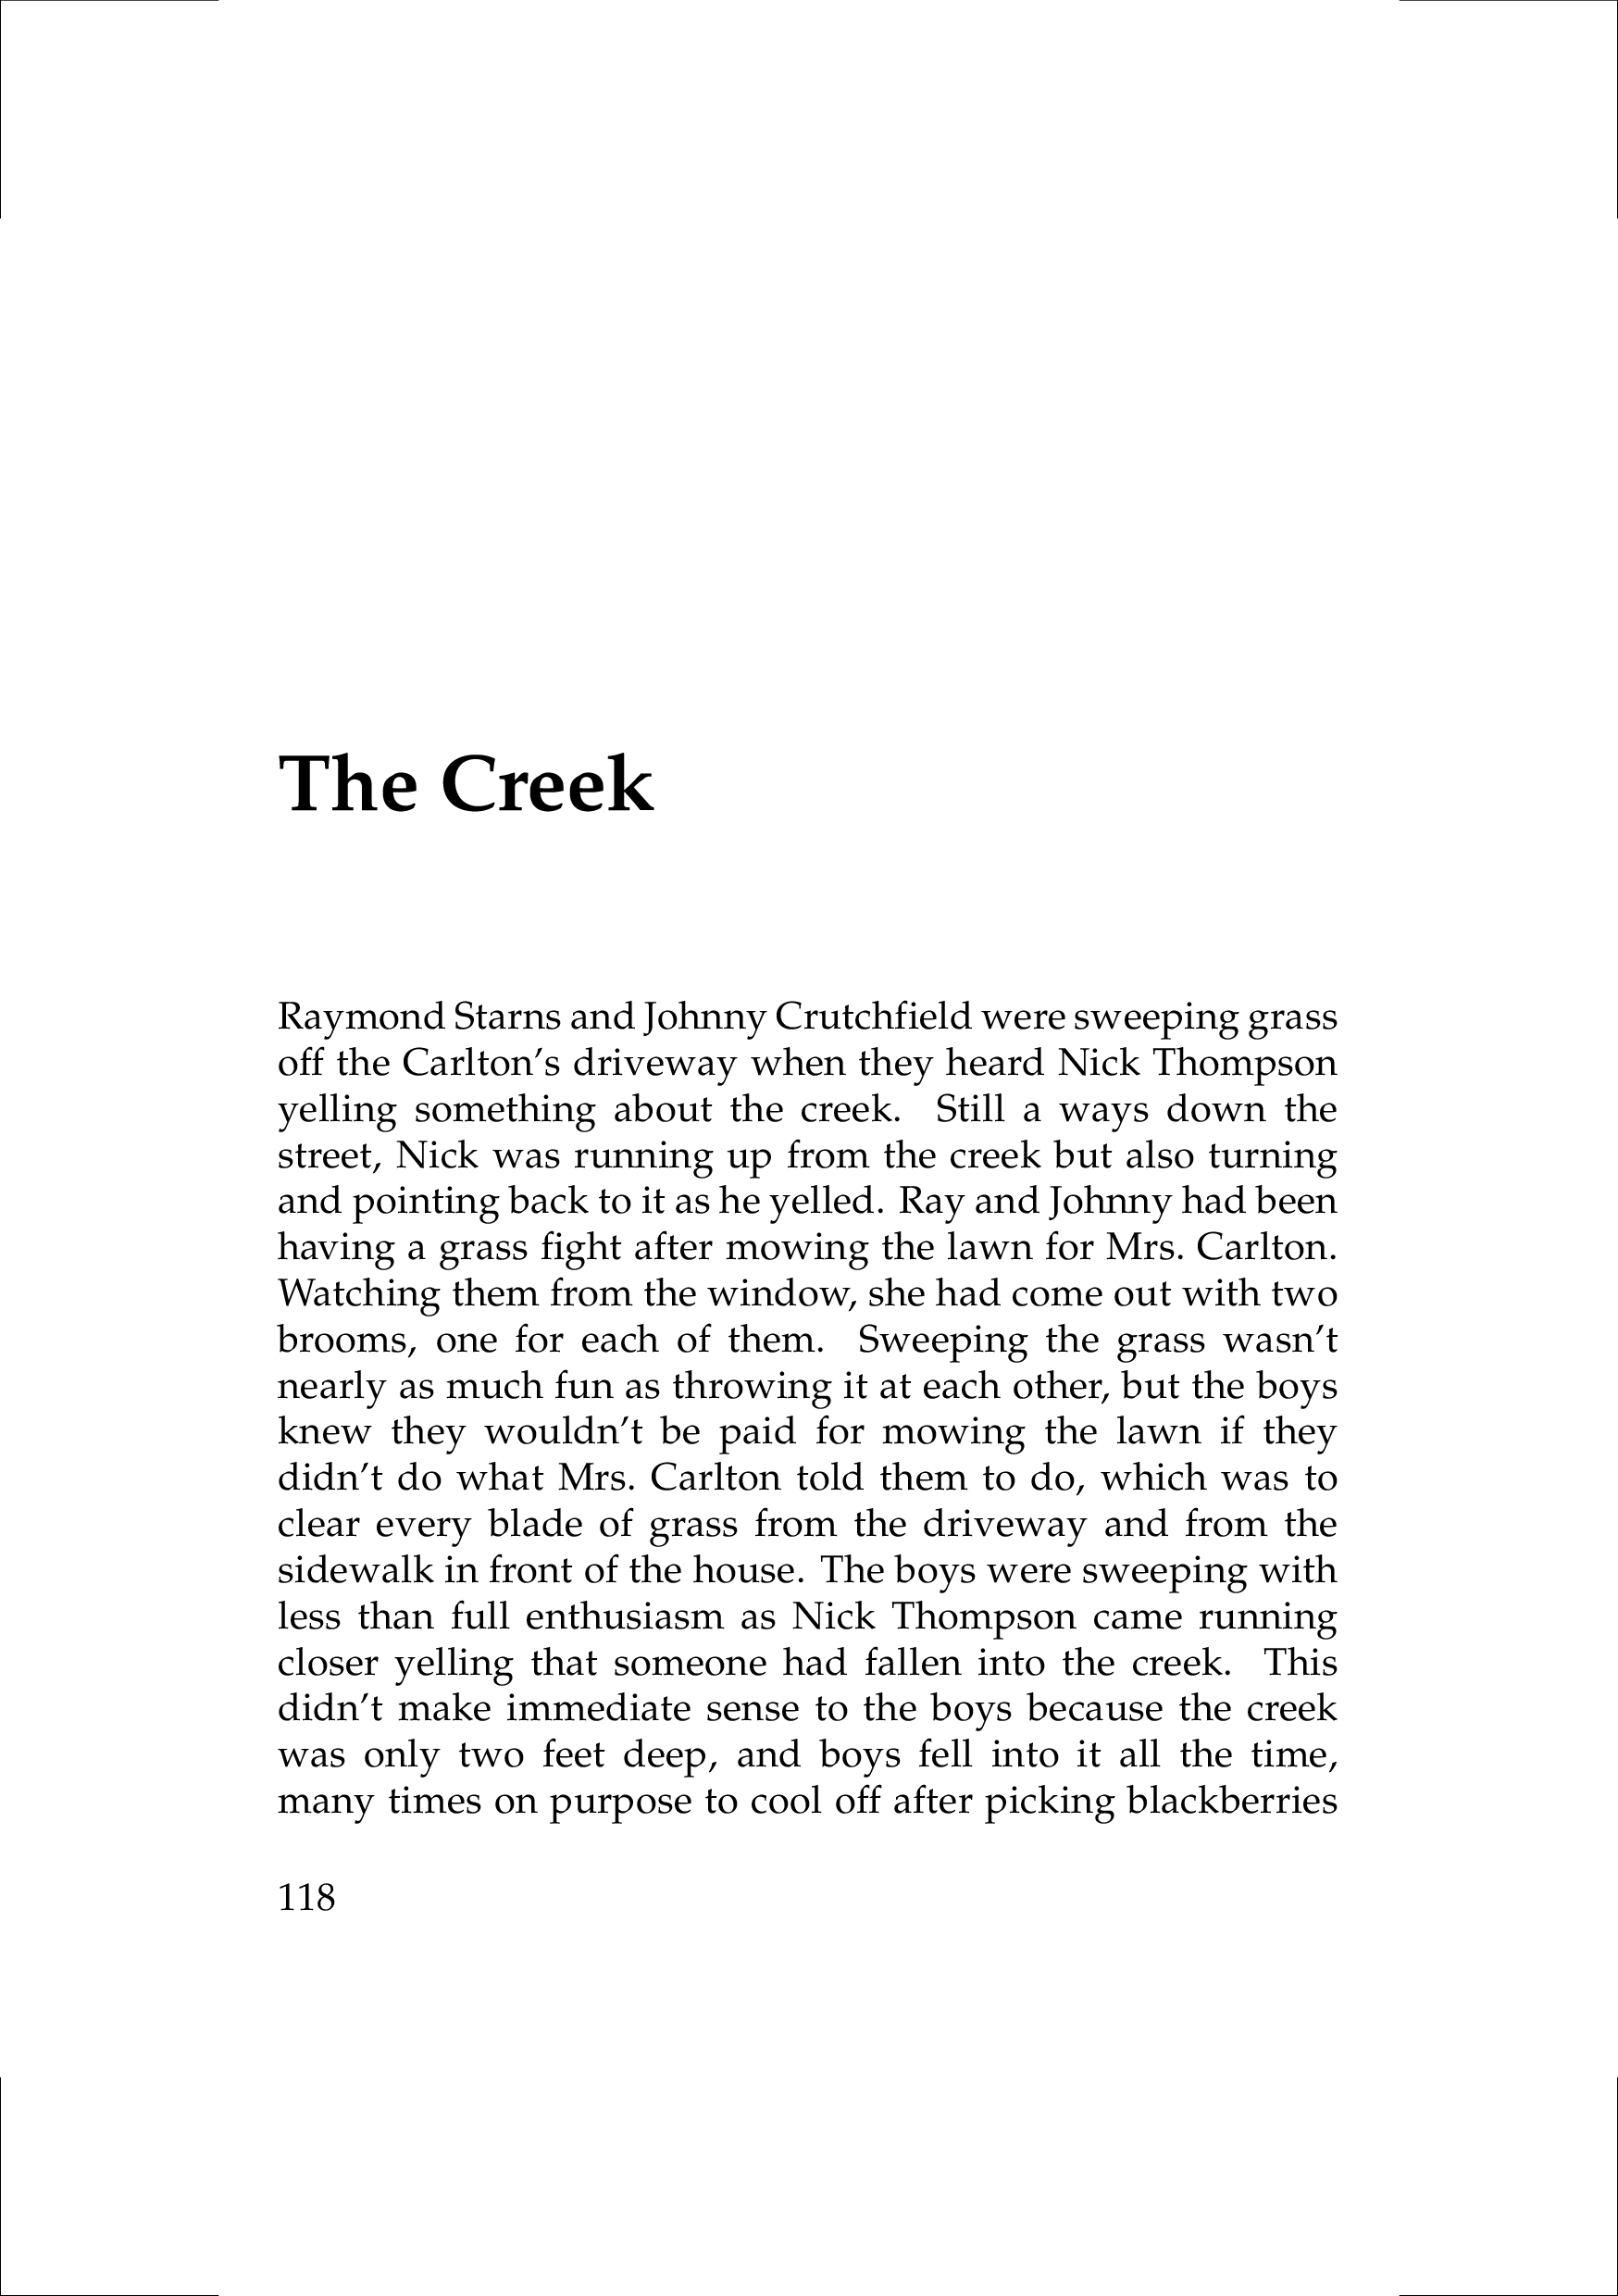 The Creek
Raymond Starns and Johnny Crutchfield were sweeping grass
off the Carlton's driveway when they heard Nick Thompson
yelling something about the creek. Still a ways down the
street, Nick was running up from the creek but also turning
and pointing back to it as he yelled. Ray and Johnny had been
having a grass fight after mowing the lawn for Mrs. Carlton.
Watching them from the window, she had come out with two
brooms, one for each of them. Sweeping the grass wasn't
nearly as much fun as throwing it at each other, but the boys
knew they wouldn't be paid for mowing the lawn if they
didn't do what Mrs. Carlton told them to do, which was to
clear every blade of grass from the driveway and from the
sidewalk in front of the house. The boys were sweeping with
less than full enthusiasm as Nick Thompson came running
closer yelling that someone had fallen into the creek. This
didn't make immediate sense to the boys because the creek
was only two feet deep, and boys fell into it all the time,
many times on purpose to cool off after picking blackberries
118